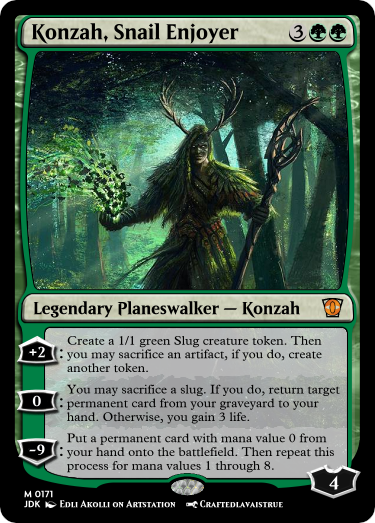 Konzah, Snail Enjoyer 3
Legendary Planeswalker — Konzah
+2: Create a 1/1 green Slug creature token. Then
you may sacrifice an artifact, if you do, create
another token.
0: You may sacrifice a slug. If you do, return target
permanent card from your graveyard to your
hand. Otherwise, you gain 3 life.
-9: Put a permanent card with mana value 0 from
your hand onto the battlefield. Then repeat this
process for mana values 1 through 8.
4
M 0171
JDK Edli Akolli on Artstation Craftedlavaistrue